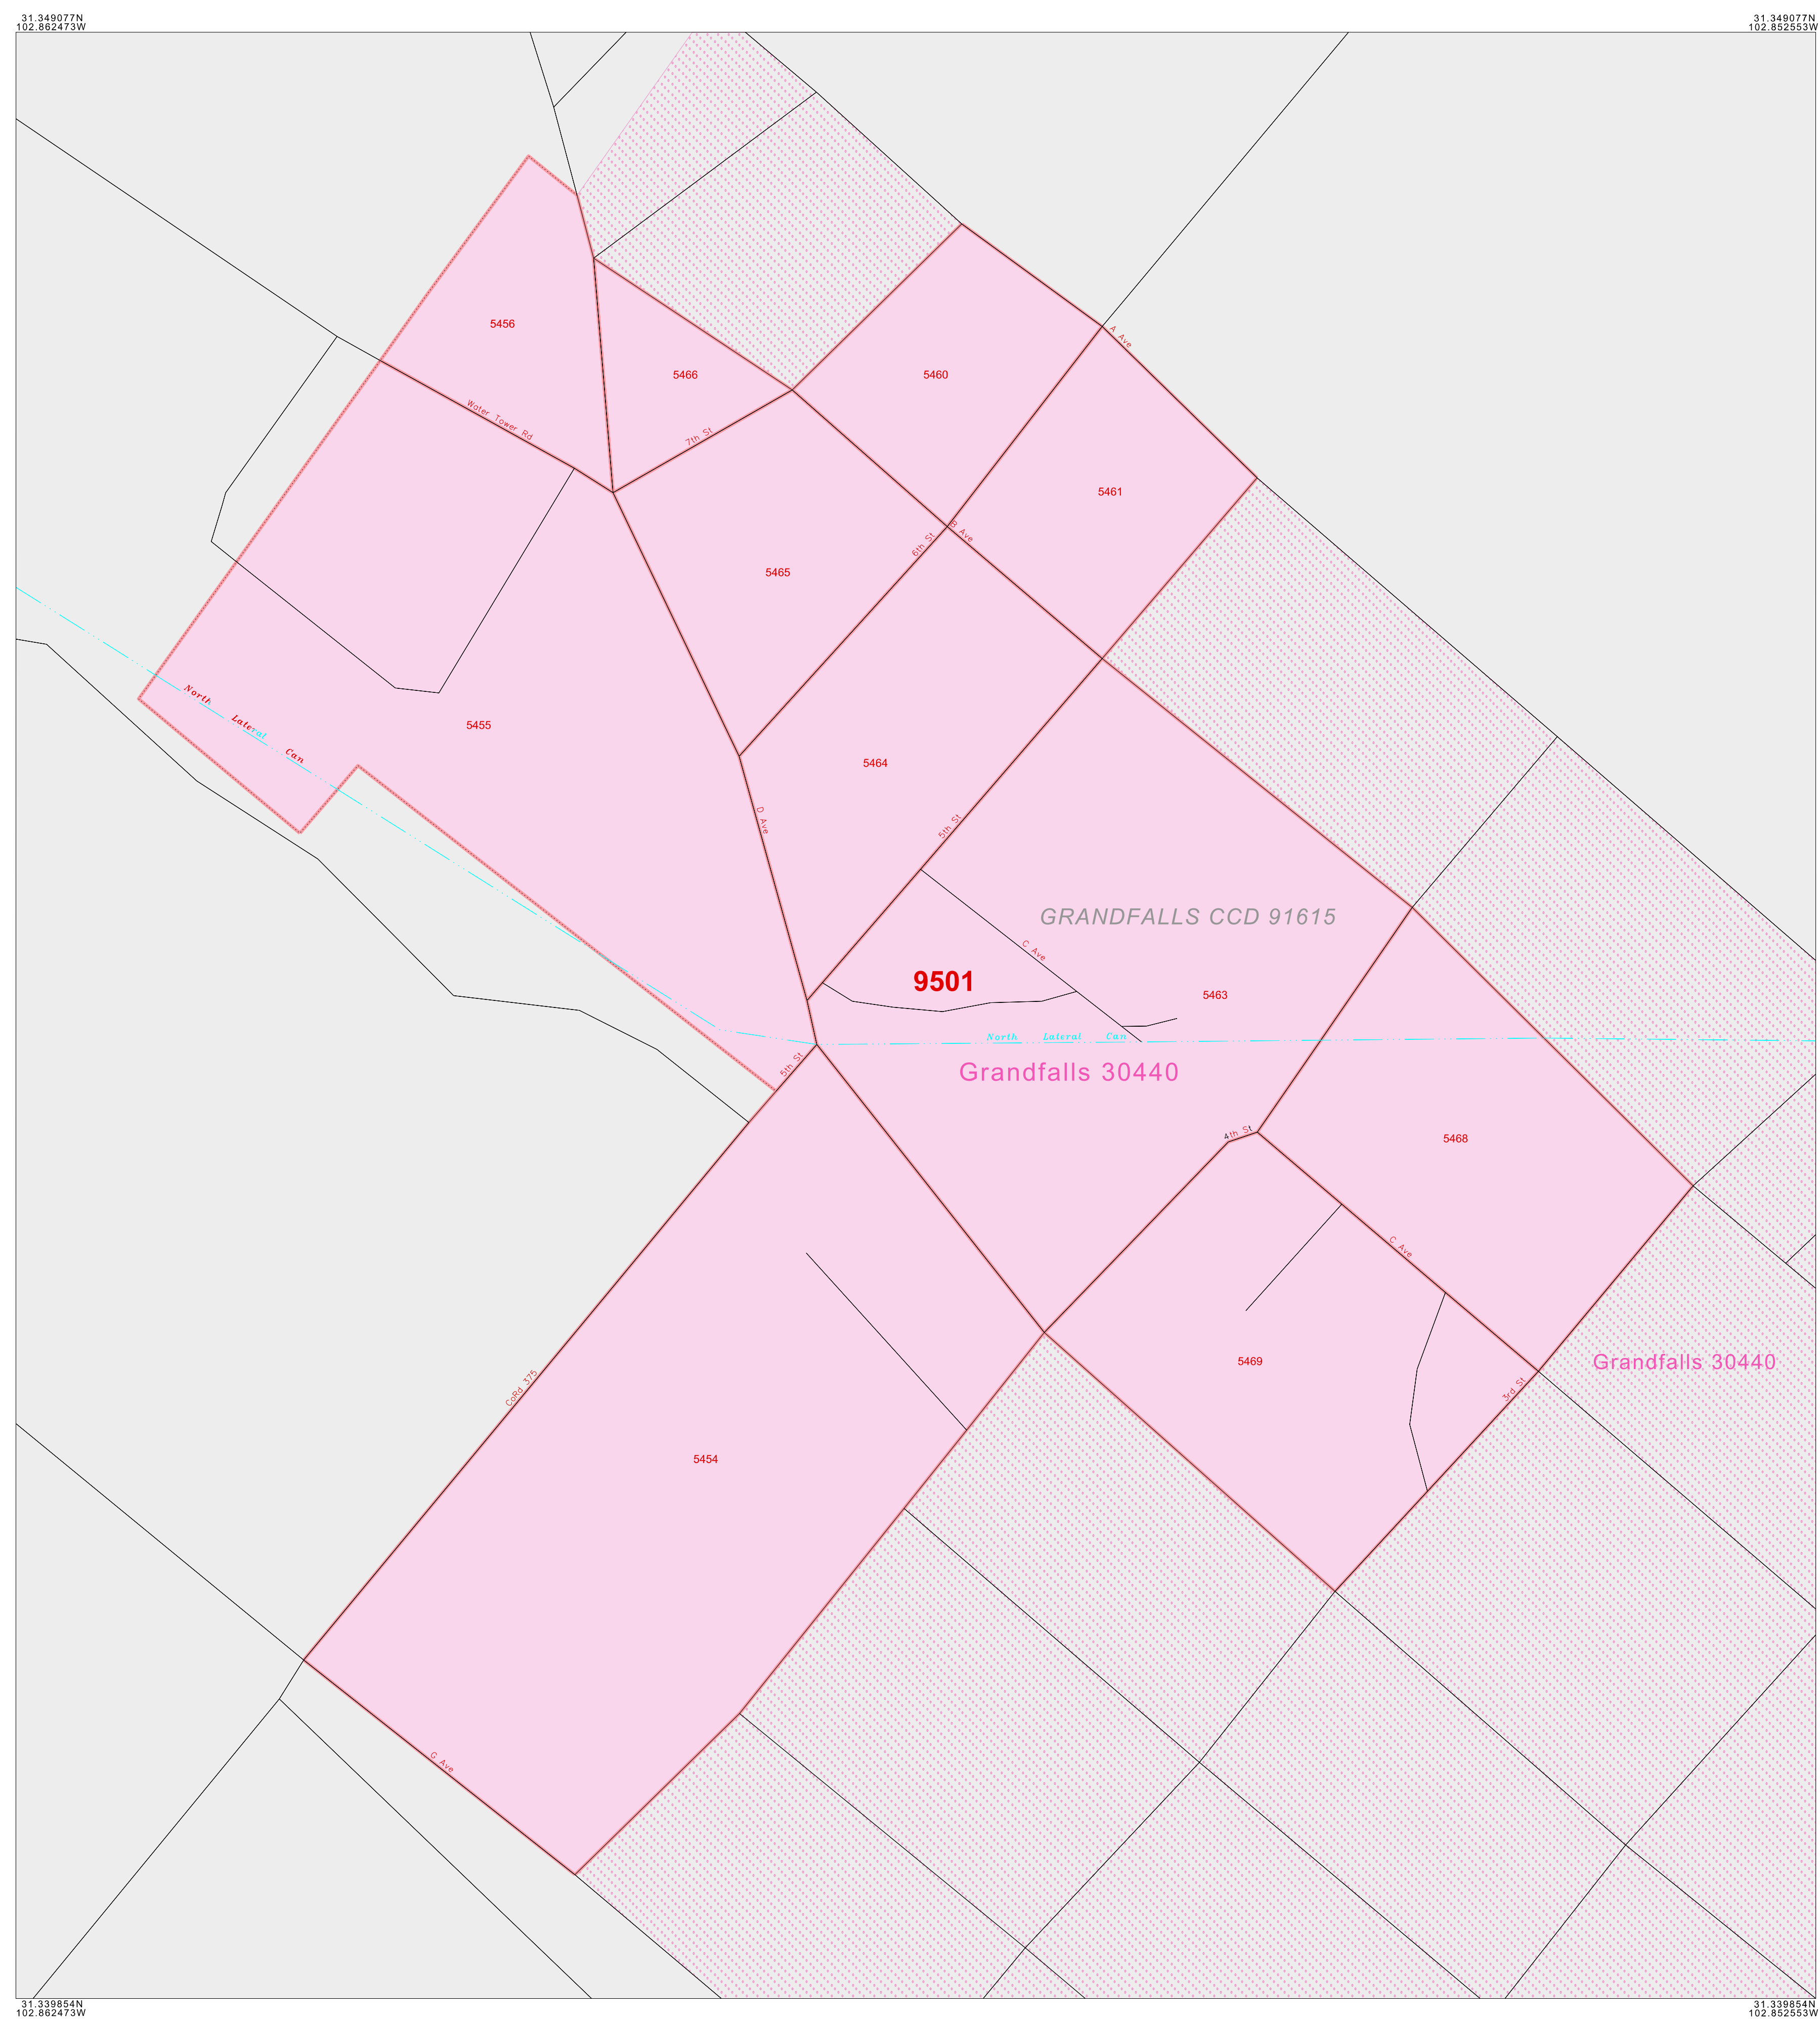 31.349077N
102.862473W
31.349077N
102.852553W
A Ave
5456
5466
5460
Water Tower Rd
7th St
5461
B Ave
6th St
5465
North Lateral Can
5455
5464
D Ave
5th St
GRANDFALLS CCD 91615
C Ave
9501
5463
North Lateral Can
5th St
Grandfalls 30440
4th St
5468
C Ave
5469
Grandfalls 30440
CoRd 375
3rd St
5454
G Ave
31.339854N
102.862473W
31.339854N
102.852553W